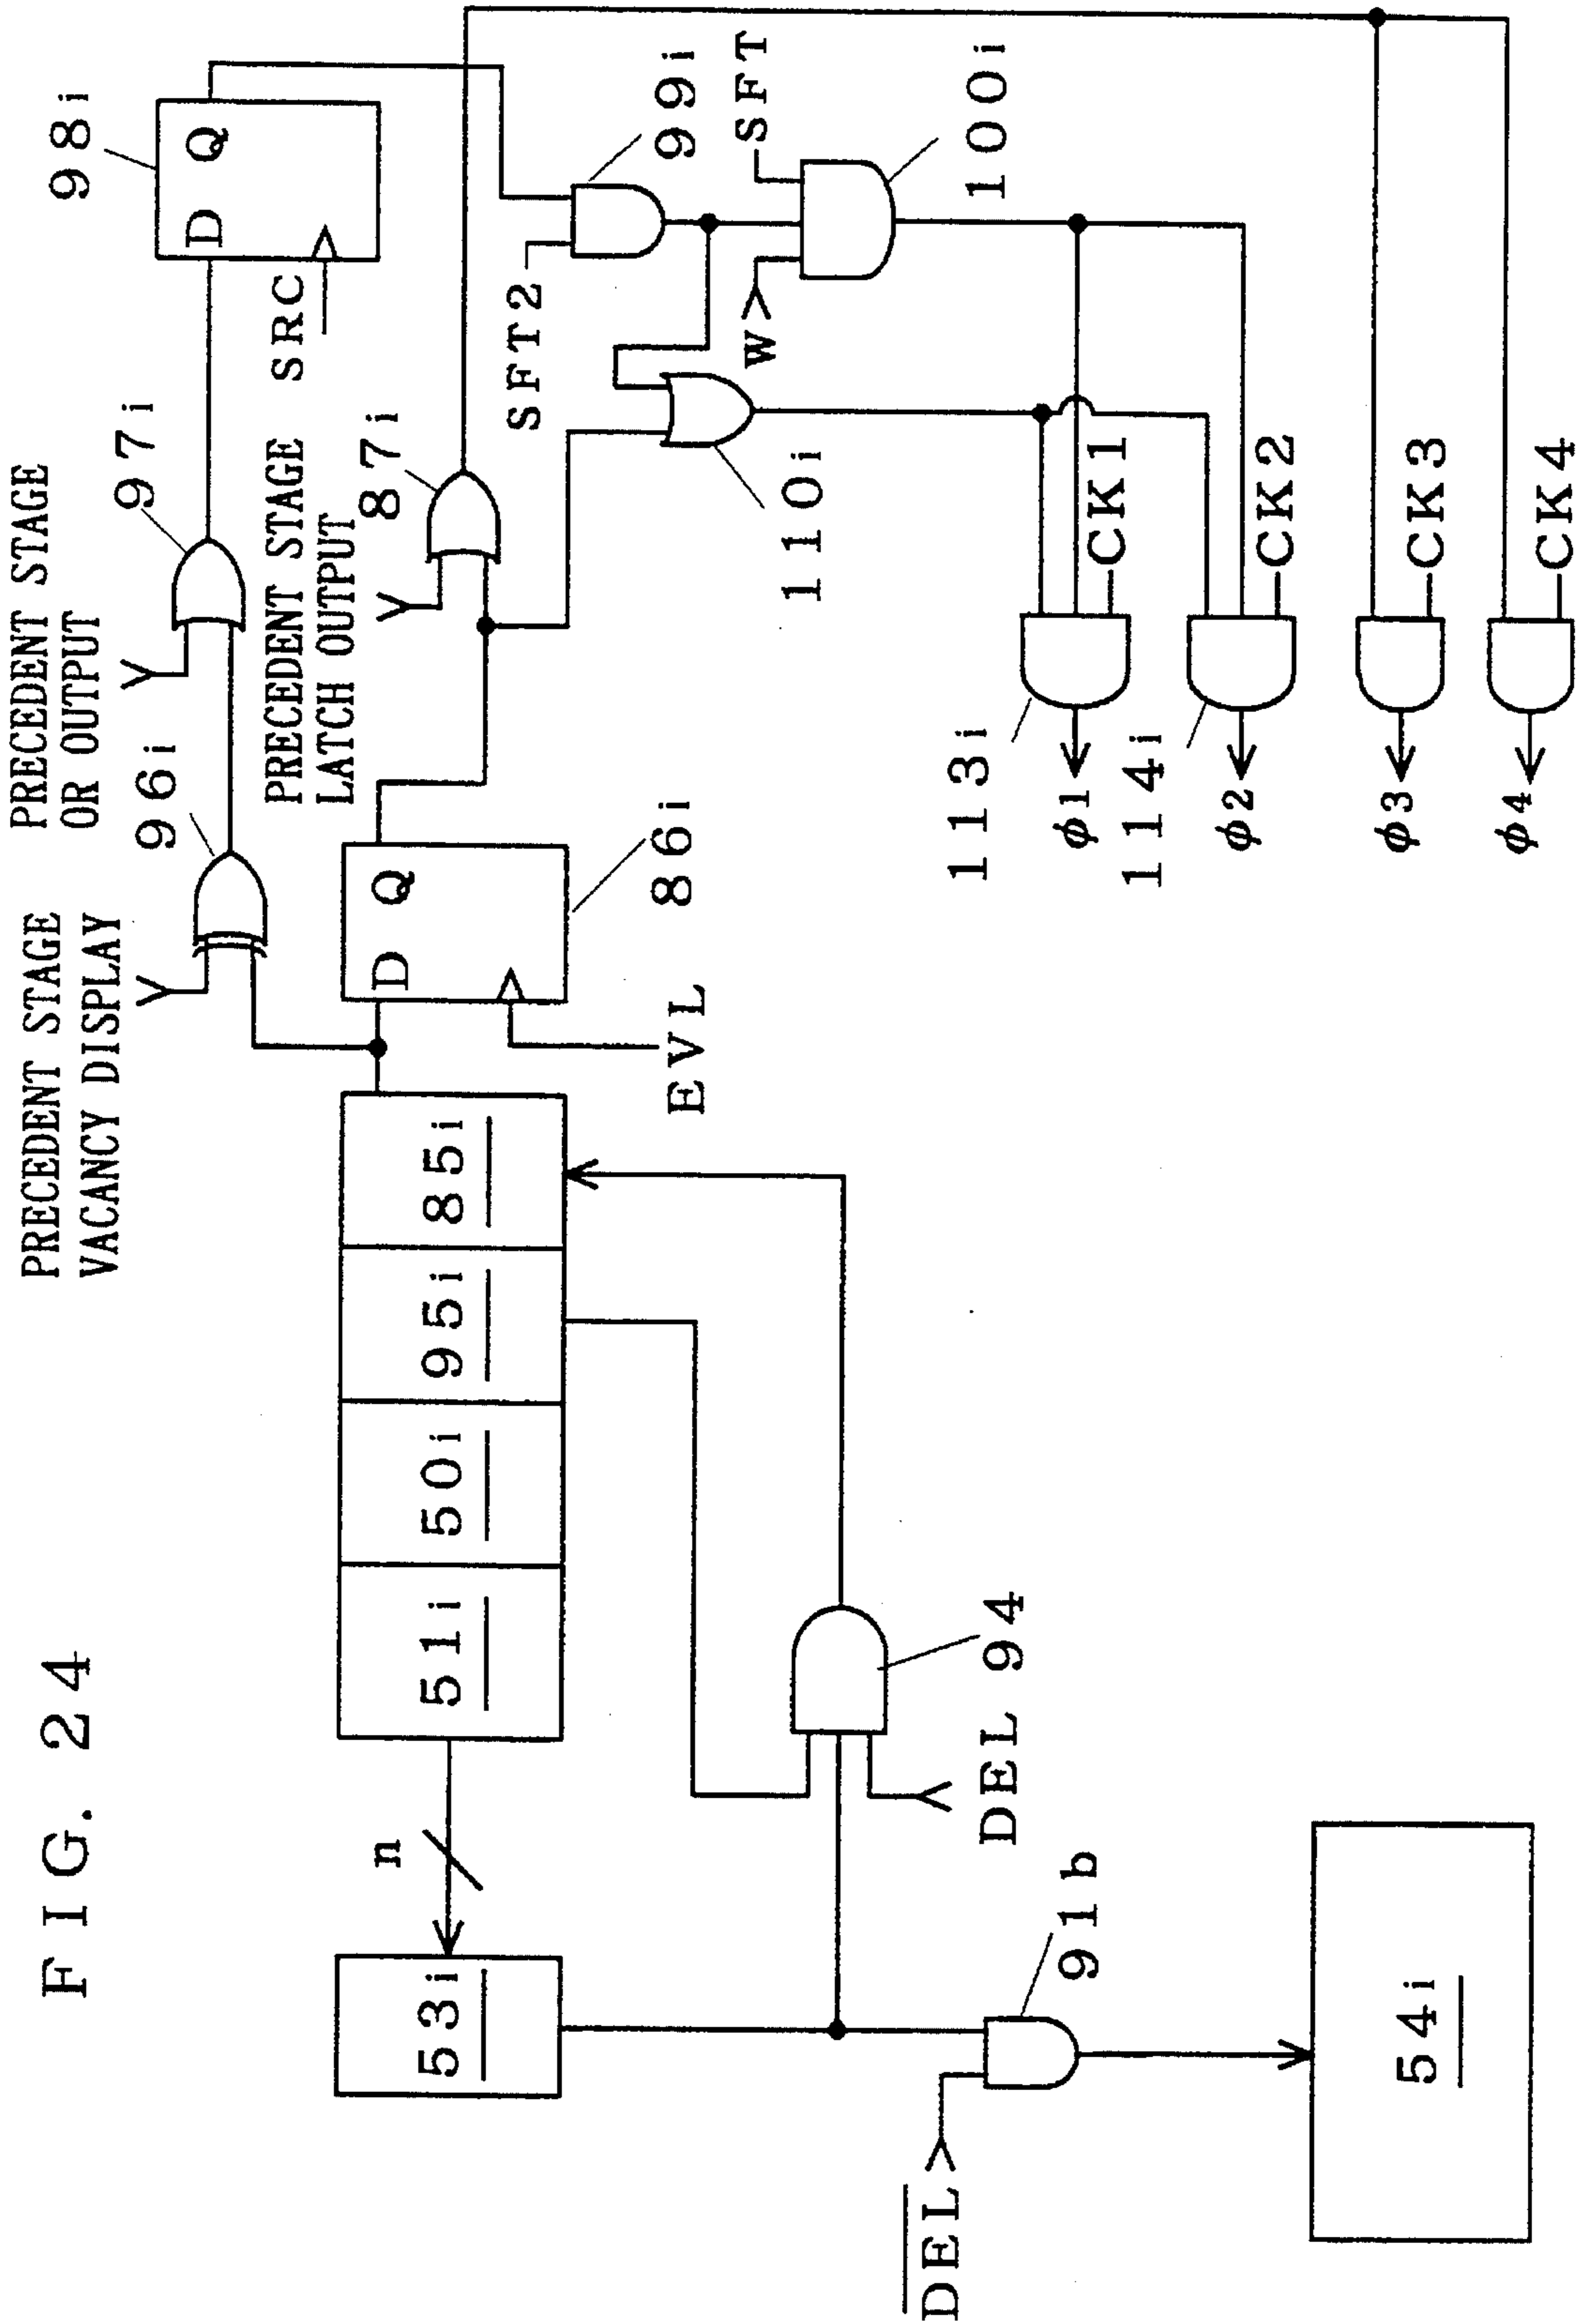 FIG. 24
PRECEDENT STAGE
VACANCY DISPLAY
PRECEDENT STAGE
OR OUTPUT
PRECEDENT STAGE
LATCH OUTPUT
96i
97i
98i
D Q
SRC
53i
n
51i
50i
95i
85i
D Q
86i
EVL
87i
SFT2
99i
SFT
W
100i
110i
DEL
94
DEL
91b
54i
113i
CK1
φ1
114i
CK2
φ2
CK3
φ3
CK4
φ4